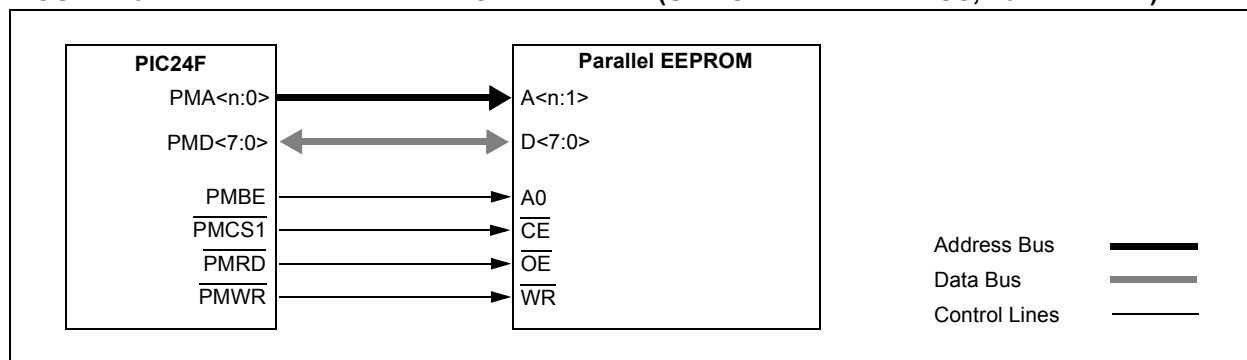 PIC24F
Parallel EEPROM
PMA<n:0>
A<n:1>
PMD<7:0>
D<7:0>
PMBE
A0
PMCS1
CE
PMRD
OE
PMWR
WR
Address Bus
Data Bus
Control Lines